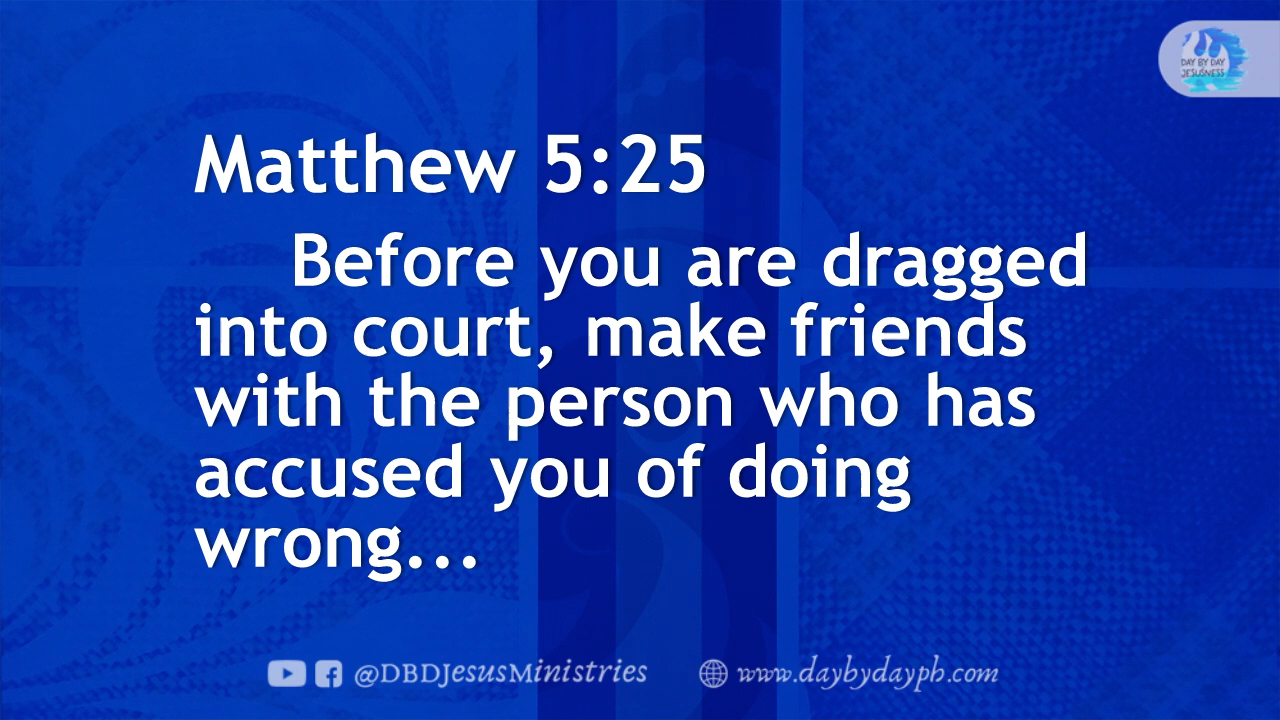 DAY BY DAY
JESUSNESS
Matthew 5:25
Before you are dragged
into court, make friends
with the person who has
accused you of doing
wrong...
@DBDJesusMinistries
www.daybydayph.com